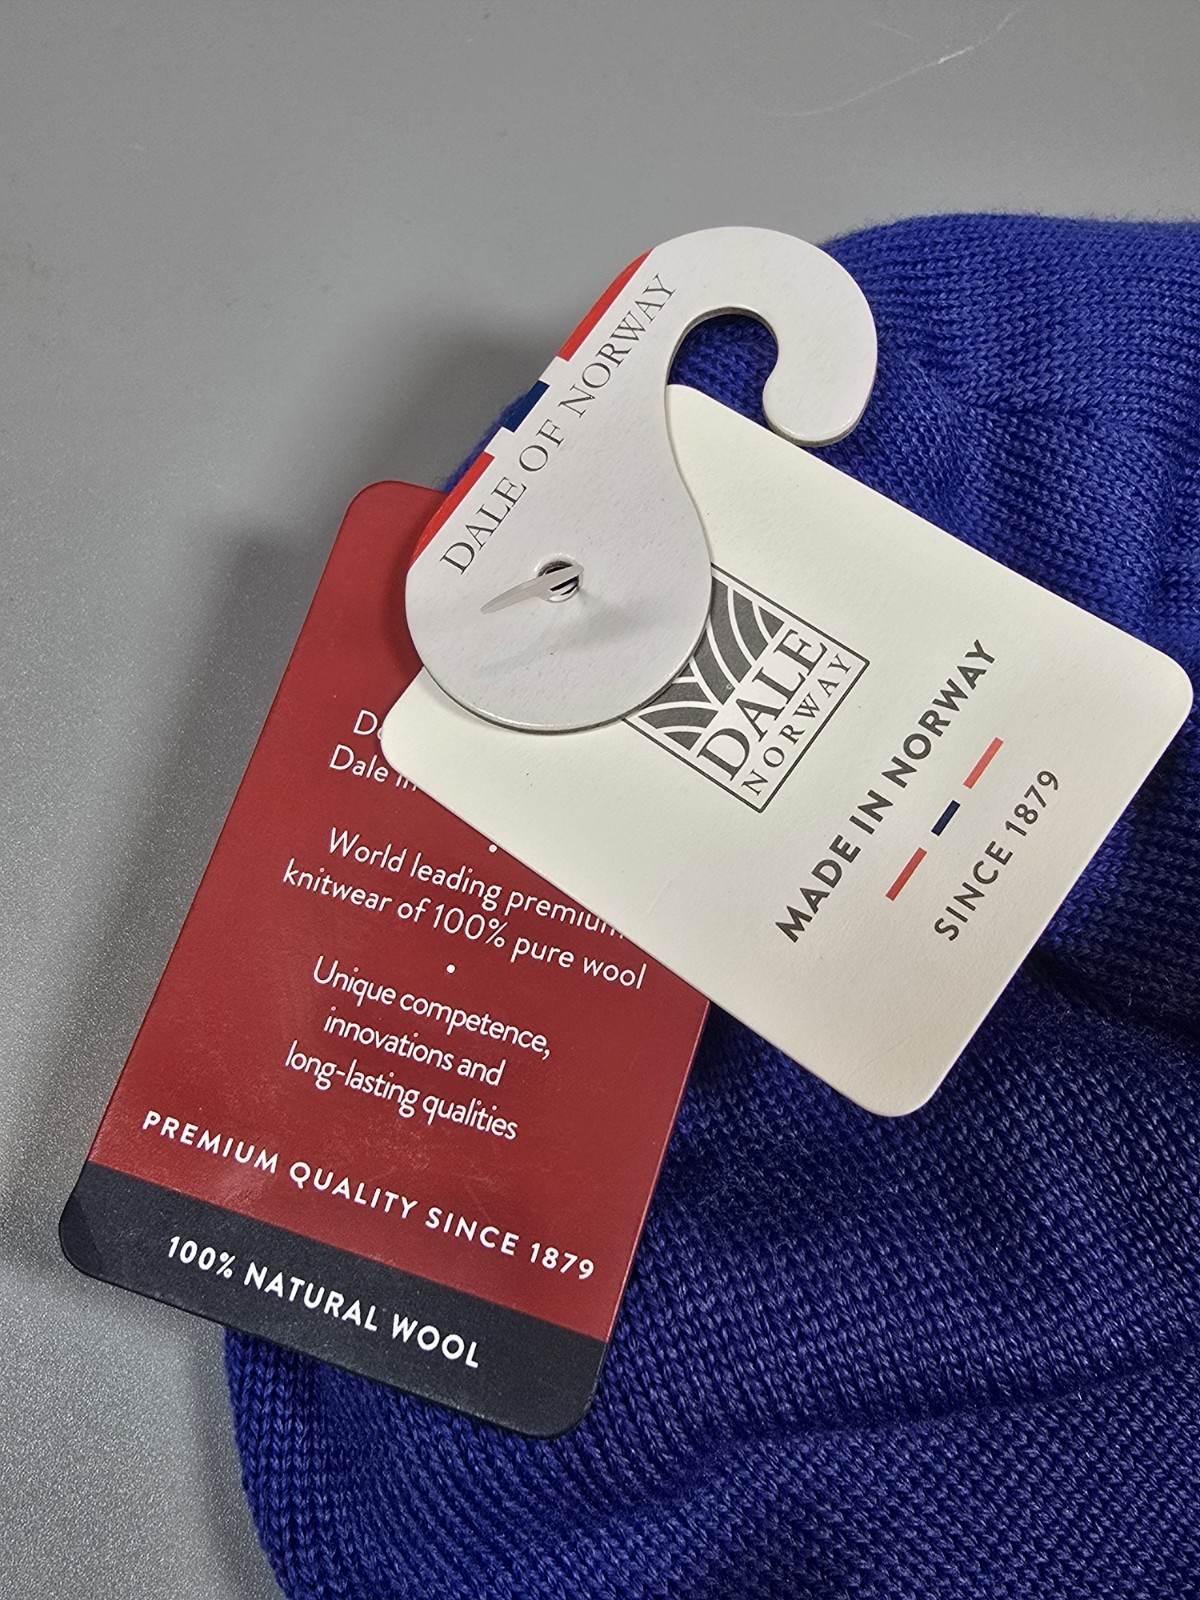 DALE OF NORWAY
DALE
NORWAY
MADE IN NORWAY
SINCE 1879
Dale
World leading premium
knitwear of 100% pure wool
Unique competence,
innovations and
long-lasting qualities
PREMIUM QUALITY SINCE 1879
100% NATURAL WOOL